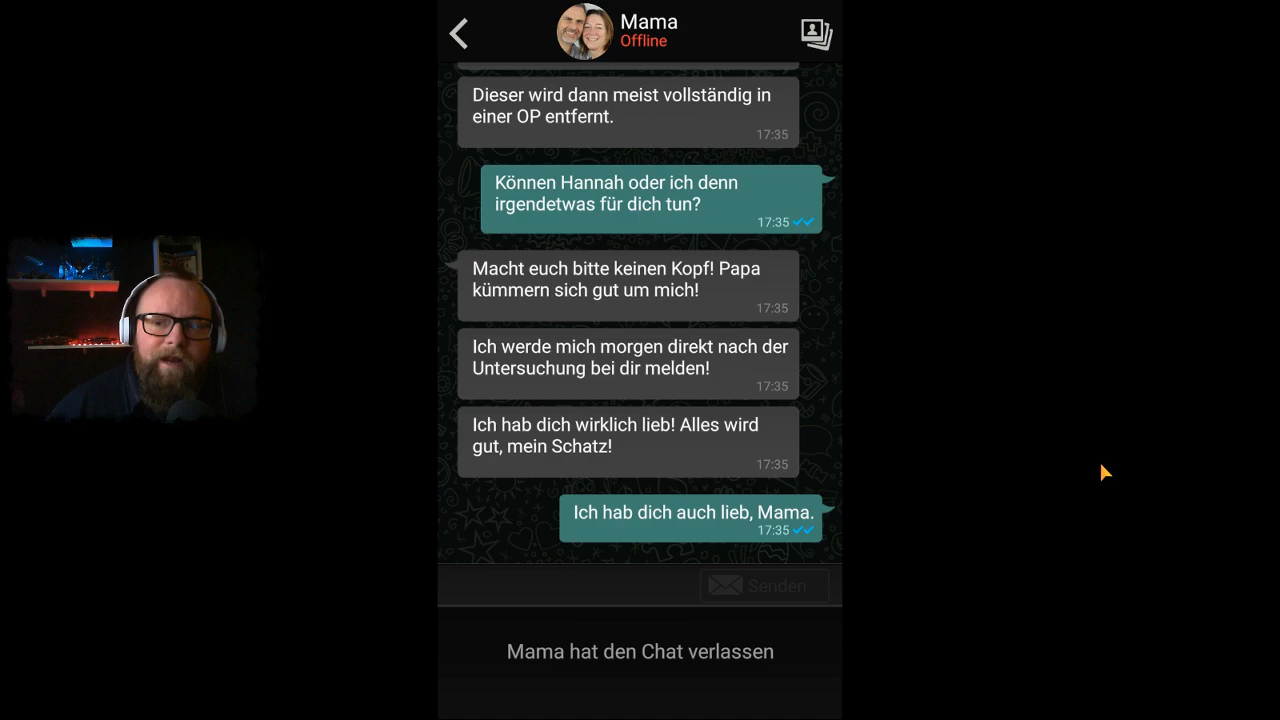 Mama
Offline
Dieser wird dann meist vollständig in
einer OP entfernt.
17:35
Können Hannah oder ich denn
irgendetwas für dich tun?
17:35
Macht euch bitte keinen Kopf! Papa
kümmern sich gut um mich!
17:35
Ich werde mich morgen direkt nach der
Untersuchung bei dir melden!
17:35
Ich hab dich wirklich lieb! Alles wird
gut, mein Schatz!
17:35
Ich hab dich auch lieb, Mama.
17:35
Senden
Mama hat den Chat verlassen